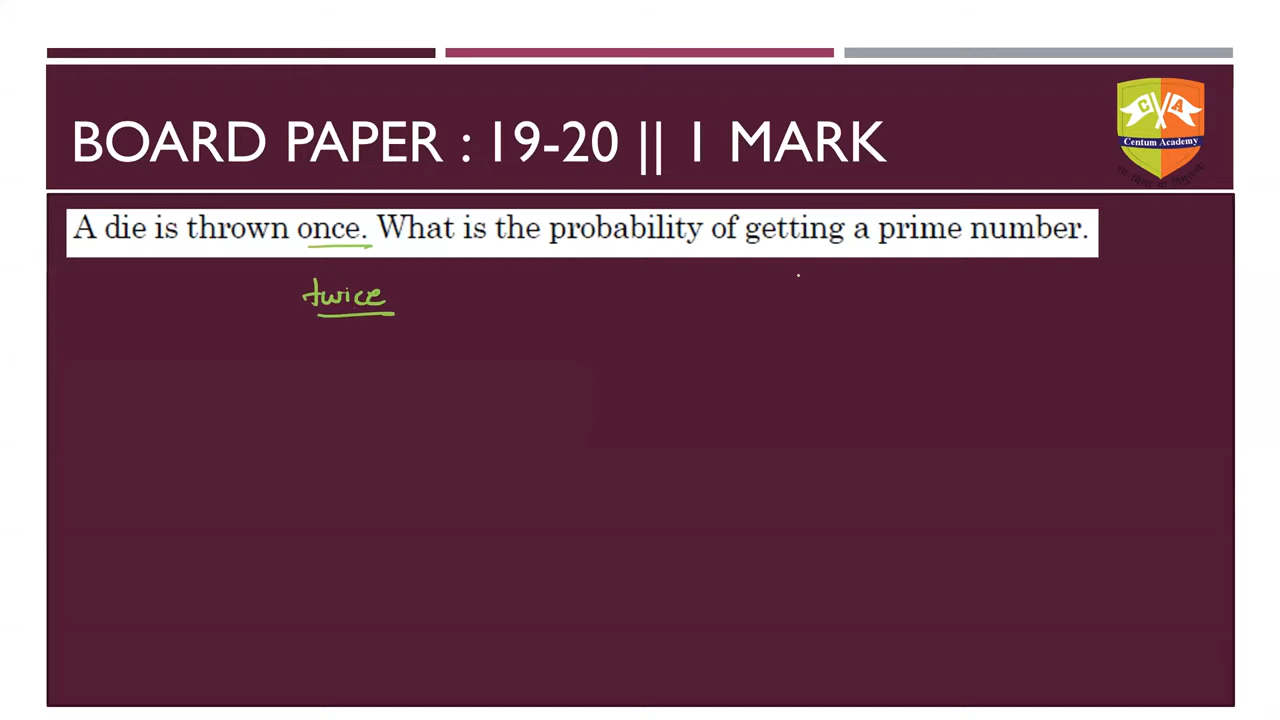 BOARD PAPER : 19-20 || 1 MARK
C A
Centum Academy
A die is thrown once. What is the probability of getting a prime number.
twice